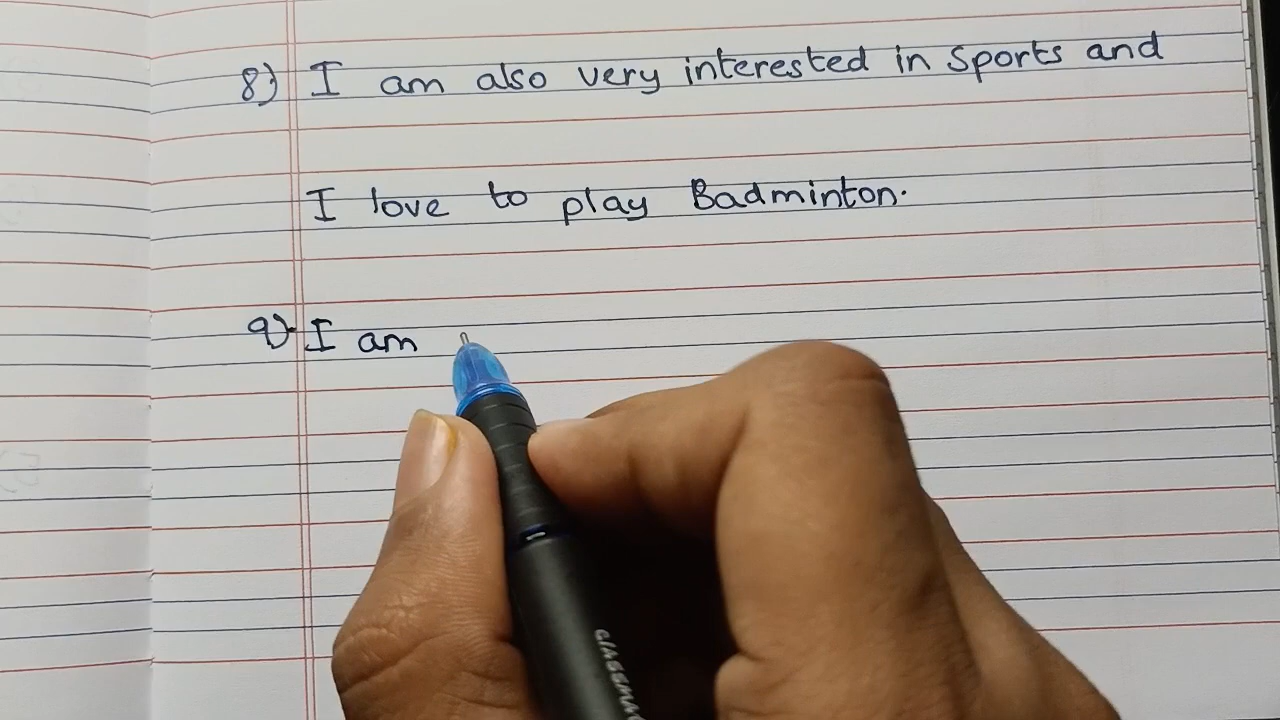 8) I am also very interested in Sports and
I love to play Badminton.
9) I am